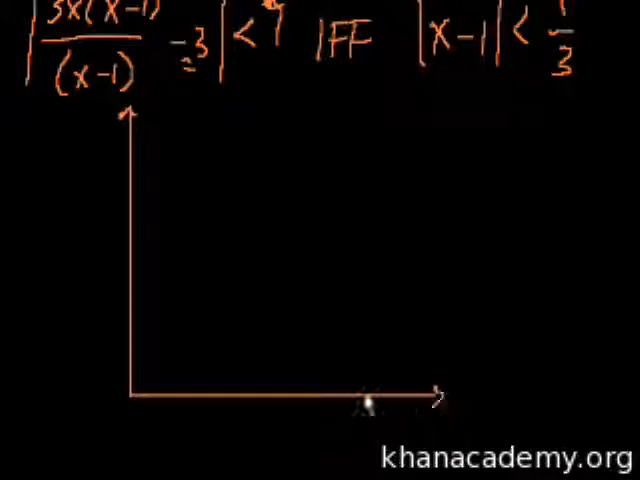 |3x(x-1)/(x-1) - 3| < IFF |x-1| < /3
khanacademy.org